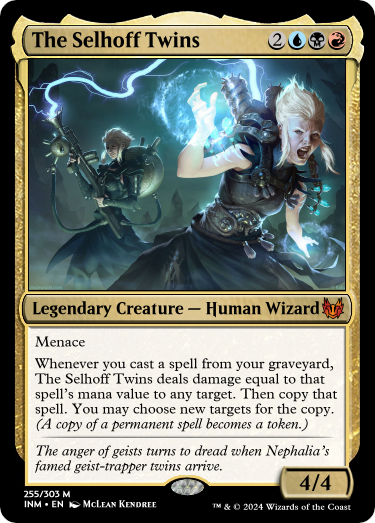 The Selhoff Twins 2
Legendary Creature — Human Wizard
Menace
Whenever you cast a spell from your graveyard,
The Selhoff Twins deals damage equal to that
spell's mana value to any target. Then copy that
spell. You may choose new targets for the copy.
(A copy of a permanent spell becomes a token.)
The anger of geists turns to dread when Nephalia's
famed geist-trapper twins arrive.
4/4
255/303 M
INM • EN McLean Kendree
™ & © 2024 Wizards of the Coast